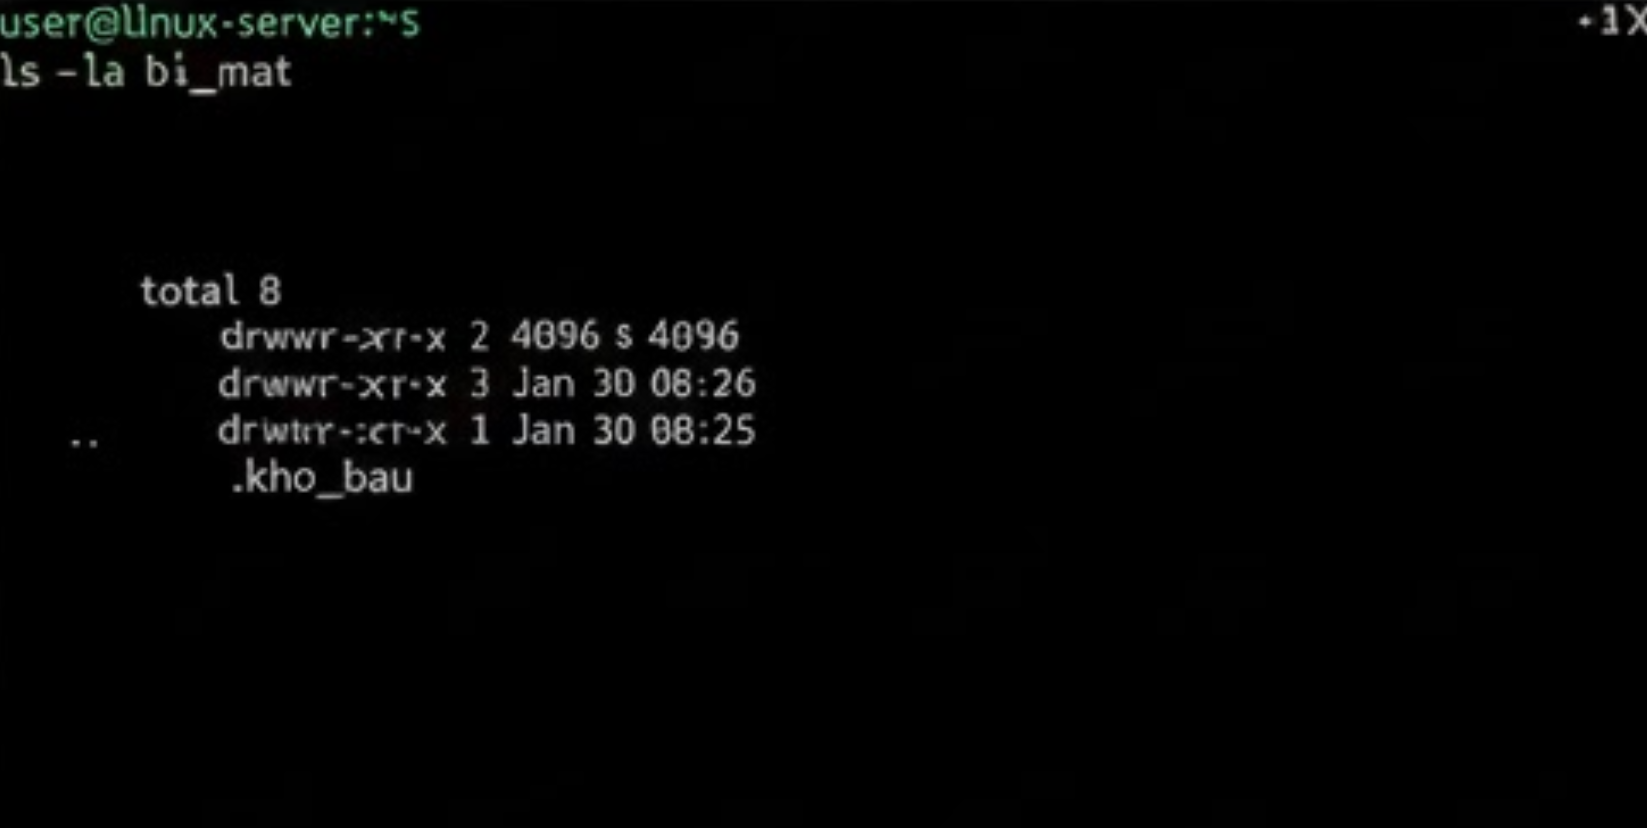 user@linux-server:~s
+1X
ls -la bi_mat
total 8
drwwr-xr-x 2 4096 s 4096
drwwr-xr-x 3 Jan 30 08:26
.. 1 Jan 30 08:25
.kho_bau